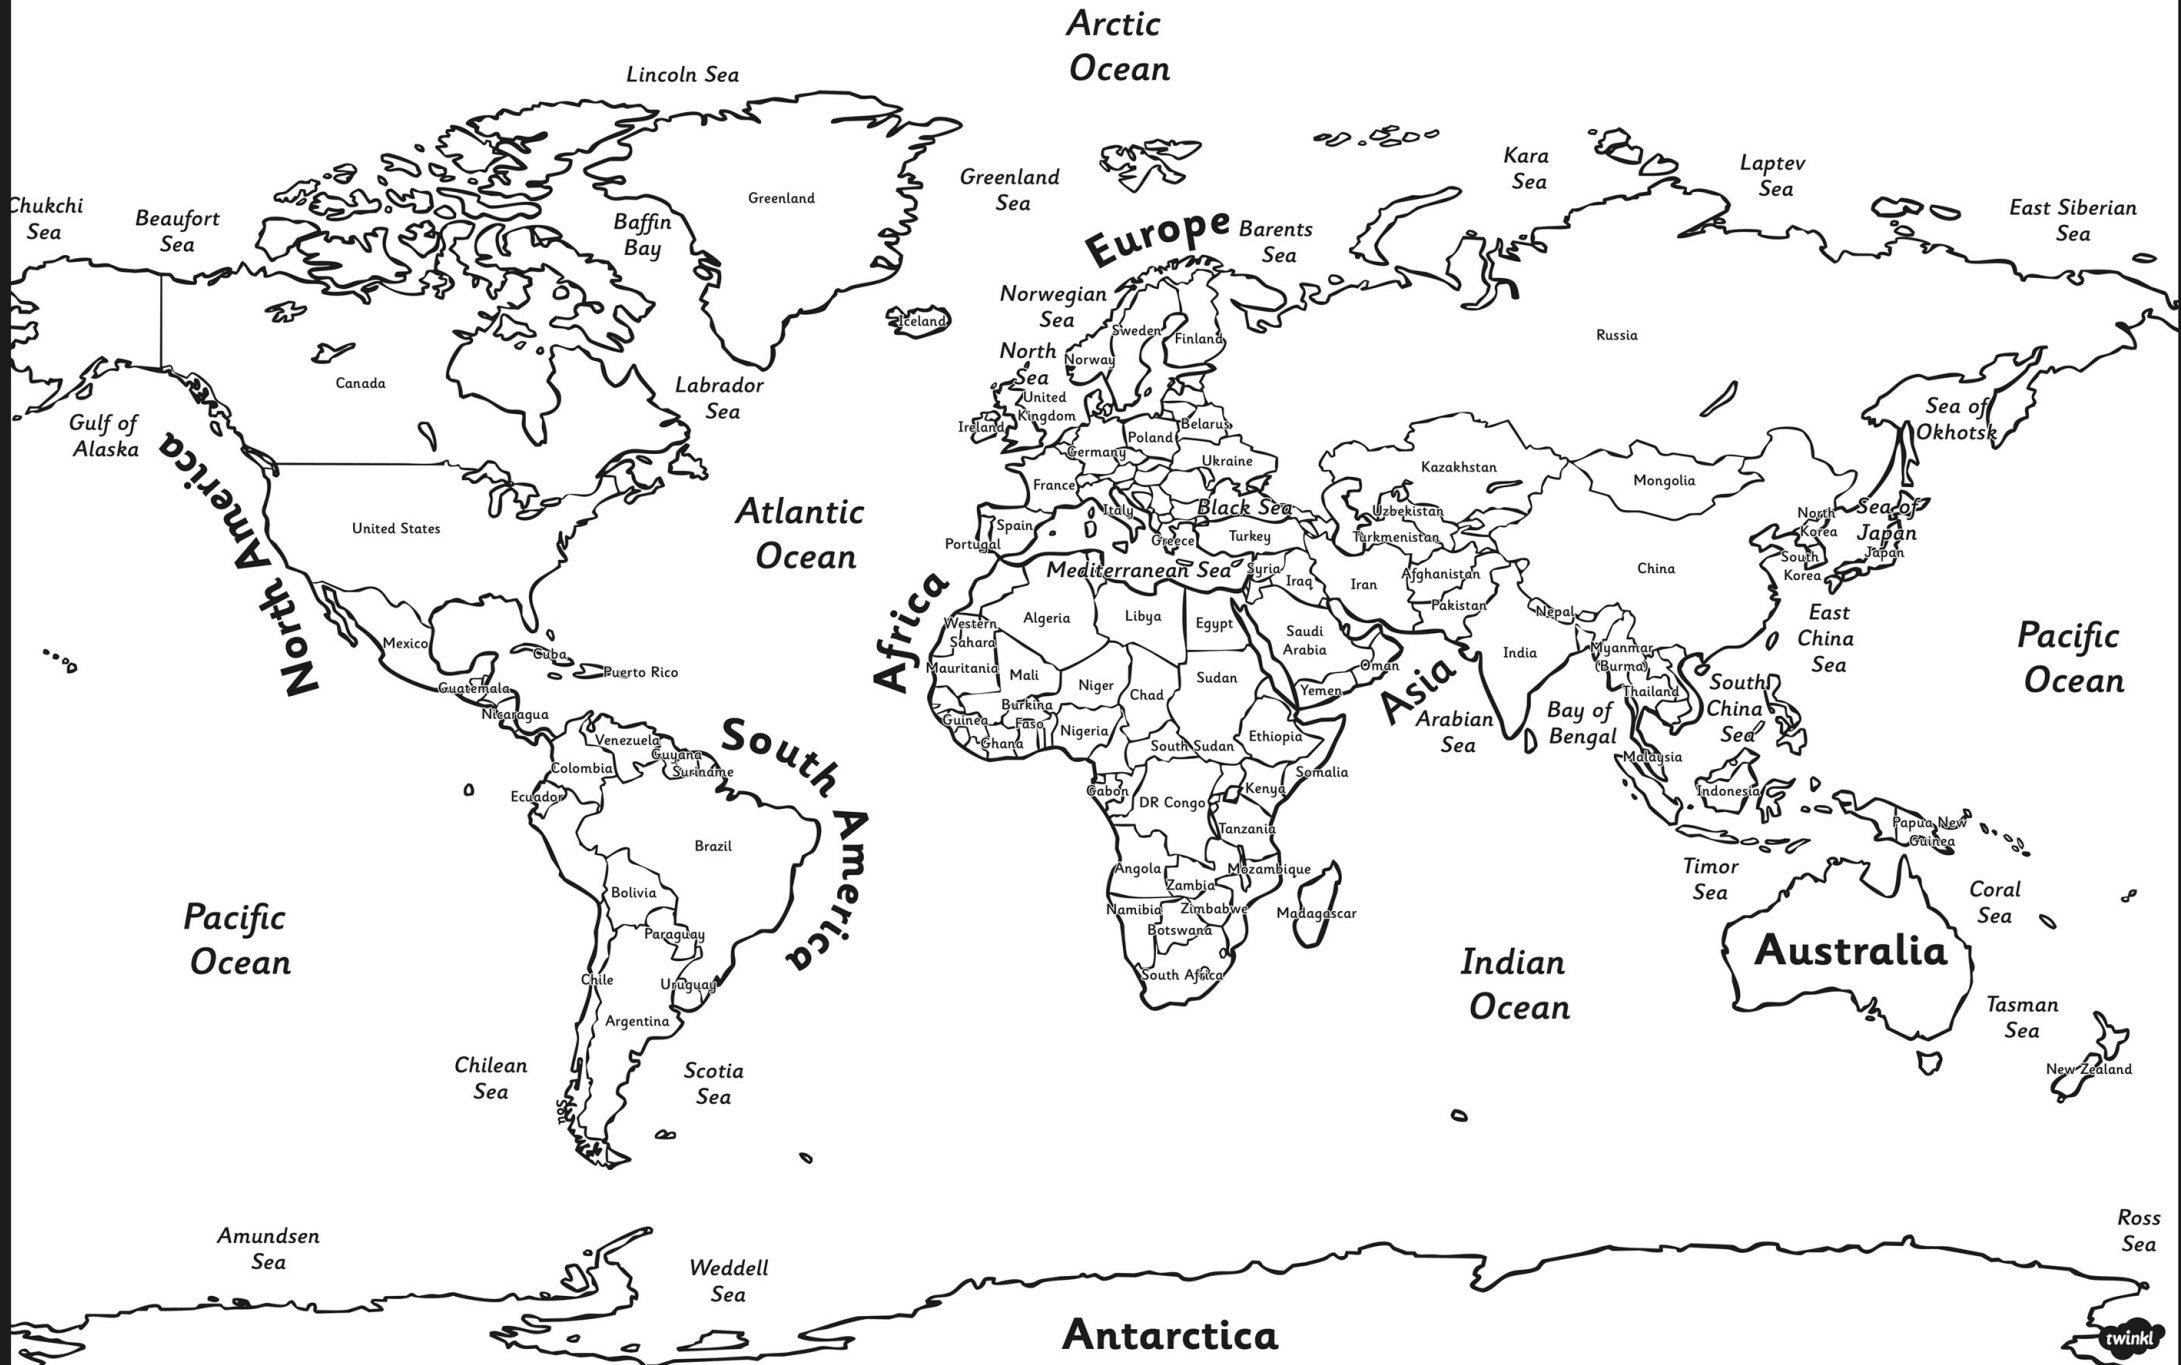 Arctic
Ocean
Lincoln Sea
Kara
Sea
Laptev
Sea
Greenland
Sea
Greenland
Chukchi
Sea
Beaufort
Sea
Baffin
Bay
Europe
Barents
Sea
East Siberian
Sea
Norwegian
Sea
Iceland
Sweden
Finland
Norway
Russia
North
Sea
Canada
Labrador
Sea
United
Kingdom
Ireland
Gulf of
Alaska
Sea of
Okhotsk
Belarus
Poland
Germany
Ukraine
Kazakhstan
Mongolia
France
North America
United States
Atlantic
Ocean
Italy
Black Sea
Uzbekistan
Spain
Portugal
Greece
Turkey
Turkmenistan
North
Korea
Sea of
Japan
Japan
South
Korea
China
Mediterranean Sea
Syria
Iraq
Iran
Afghanistan
Pakistan
Nepal
Africa
Algeria
Libya
Egypt
Western
Sahara
Saudi
Arabia
India
Myanmar
(Burma)
East
China
Sea
Pacific
Ocean
Mexico
Cuba
Puerto Rico
Guatemala
Nicaragua
Mauritania
Mali
Niger
Chad
Sudan
Oman
Yemen
Asia
Arabian
Sea
Bay of
Bengal
Thailand
South
China
Sea
Burkina
Faso
Guinea
Ghana
Nigeria
South Sudan
Ethiopia
Somalia
Malaysia
Indonesia
South America
Venezuela
Guyana
Suriname
Colombia
Ecuador
Gabon
DR Congo
Kenya
Tanzania
Papua New
Guinea
Brazil
Bolivia
Angola
Zambia
Mozambique
Timor
Sea
Coral
Sea
Namibia
Zimbabwe
Botswana
Madagascar
Pacific
Ocean
Paraguay
Chile
Uruguay
Argentina
South Africa
Indian
Ocean
Australia
Tasman
Sea
New Zealand
Chilean
Sea
Scotia
Sea
Sou
Amundsen
Sea
Weddell
Sea
Ross
Sea
Antarctica
twinkl